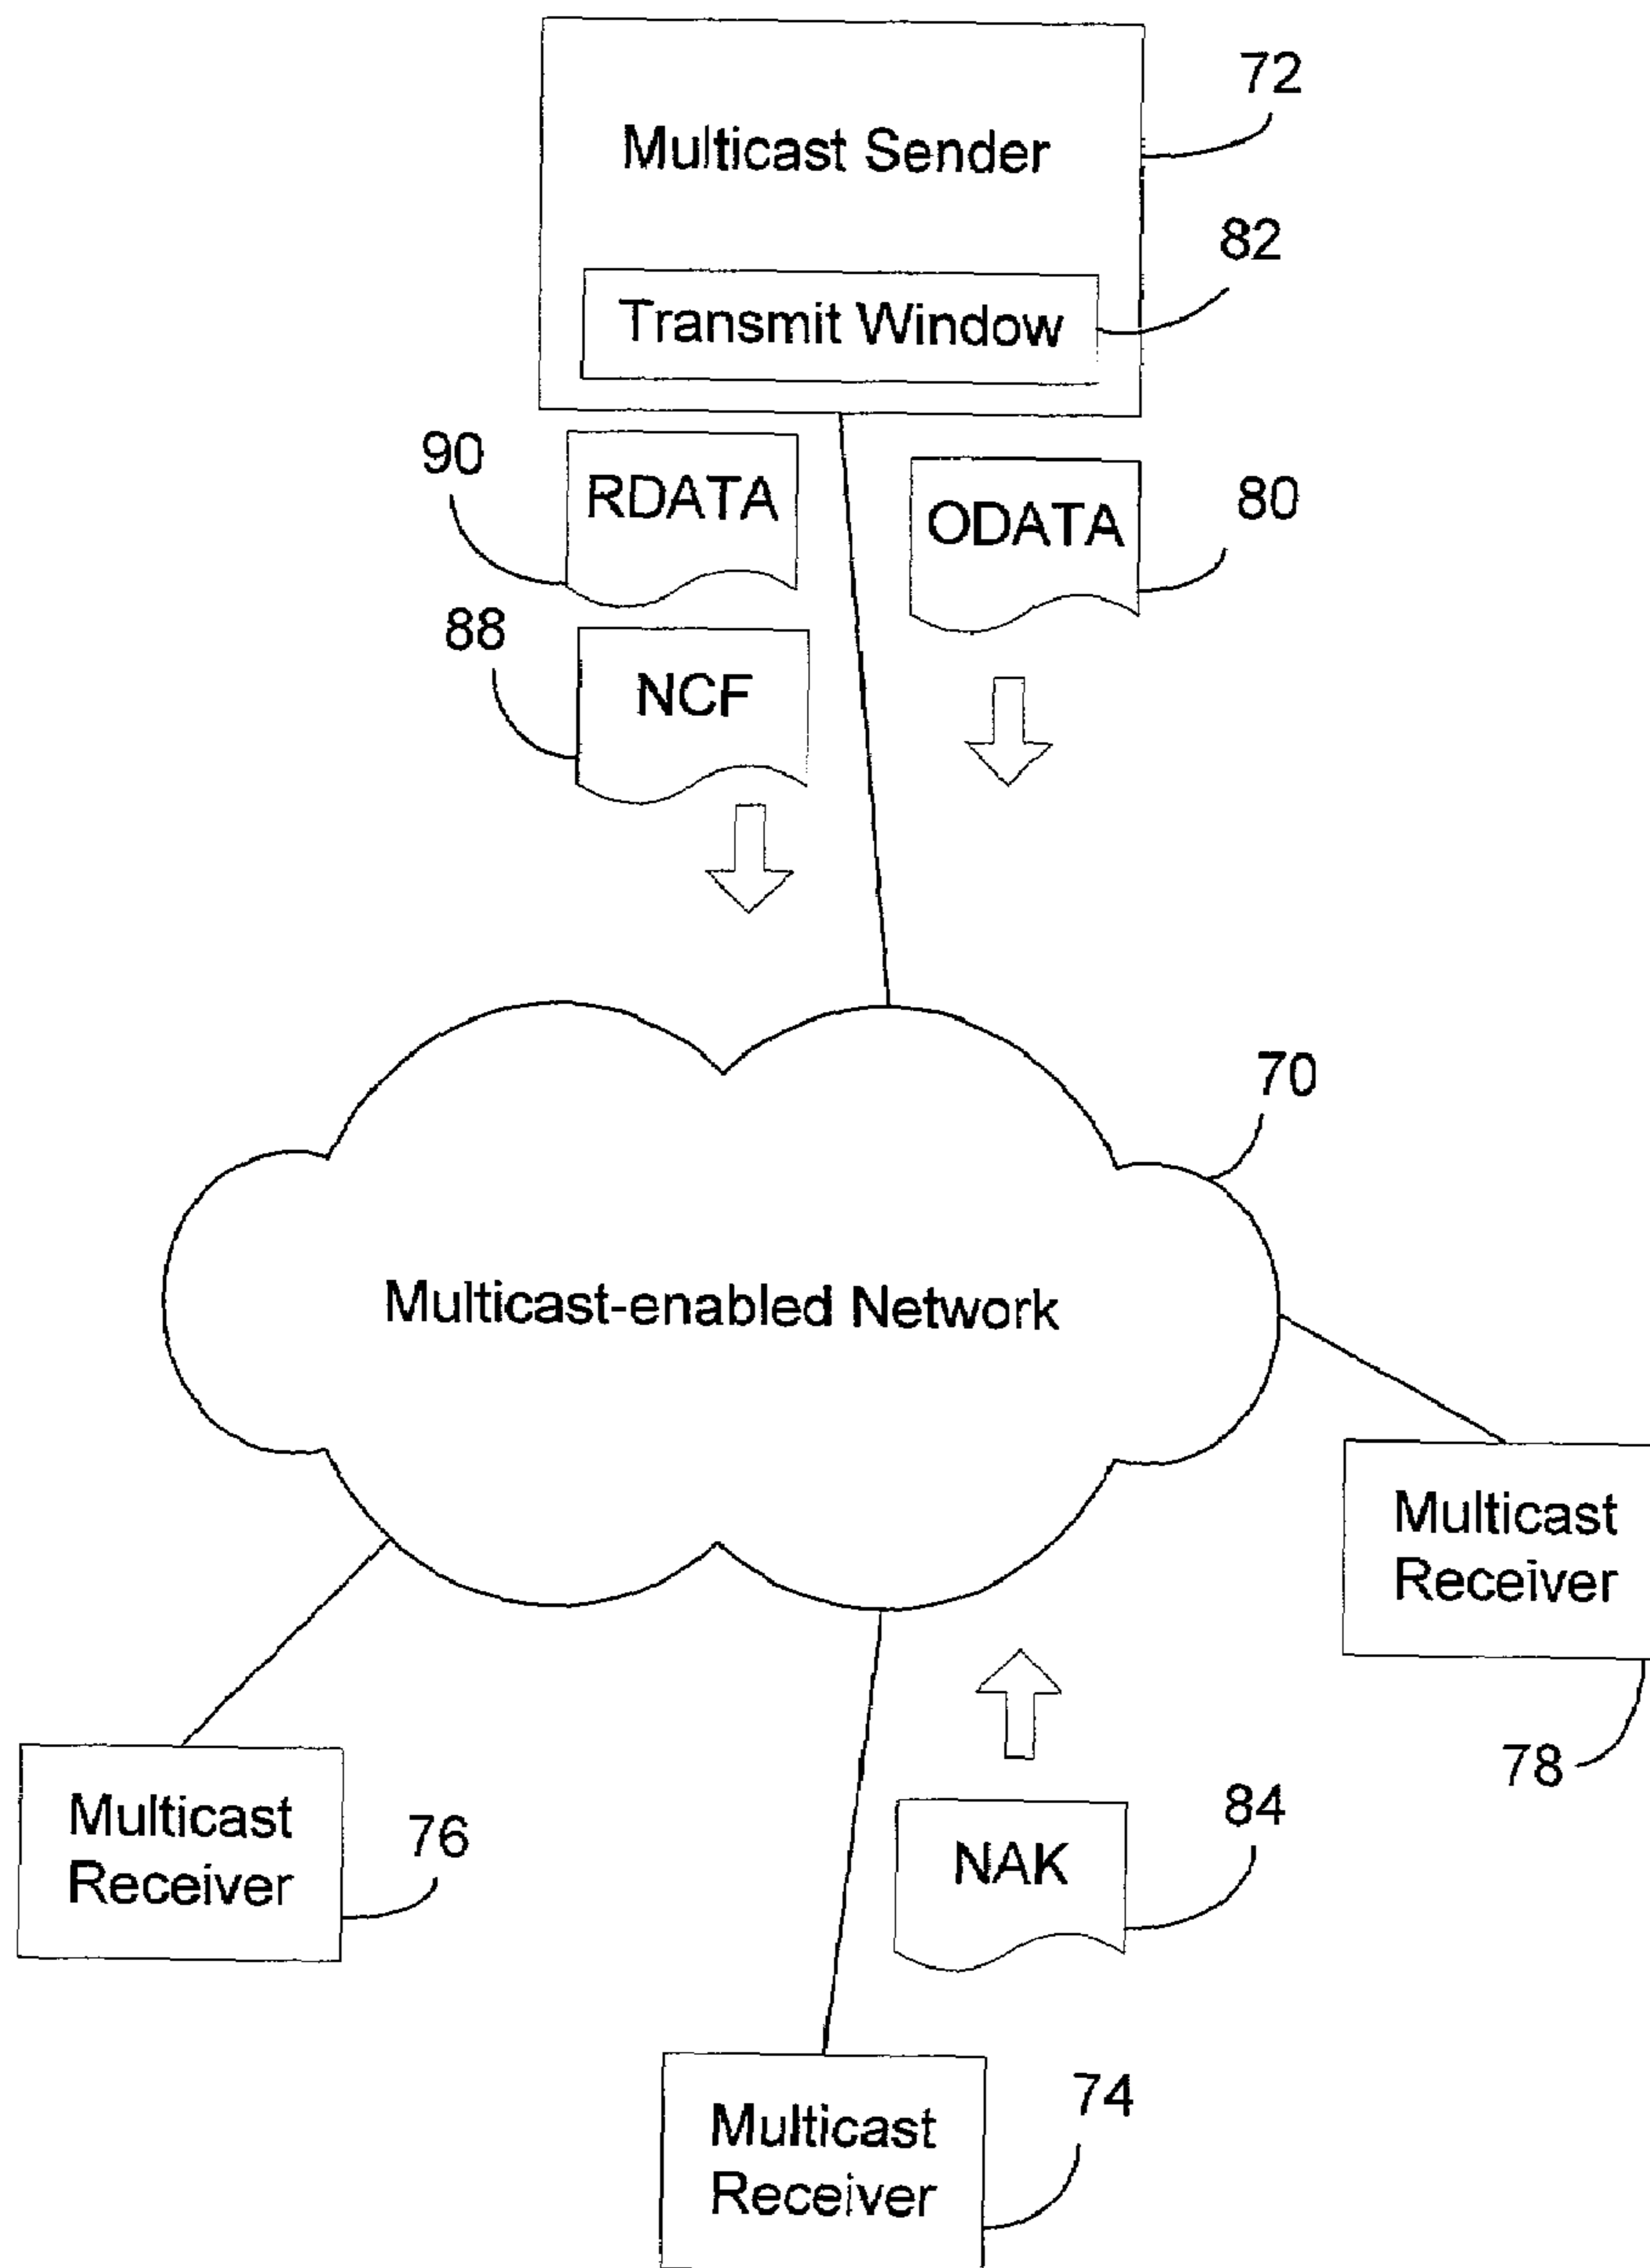 72
Multicast Sender
82
Transmit Window
90
RDATA
ODATA
80
88
NCF
70
Multicast-enabled Network
Multicast
Receiver
78
Multicast
Receiver
76
NAK
84
Multicast
Receiver
74